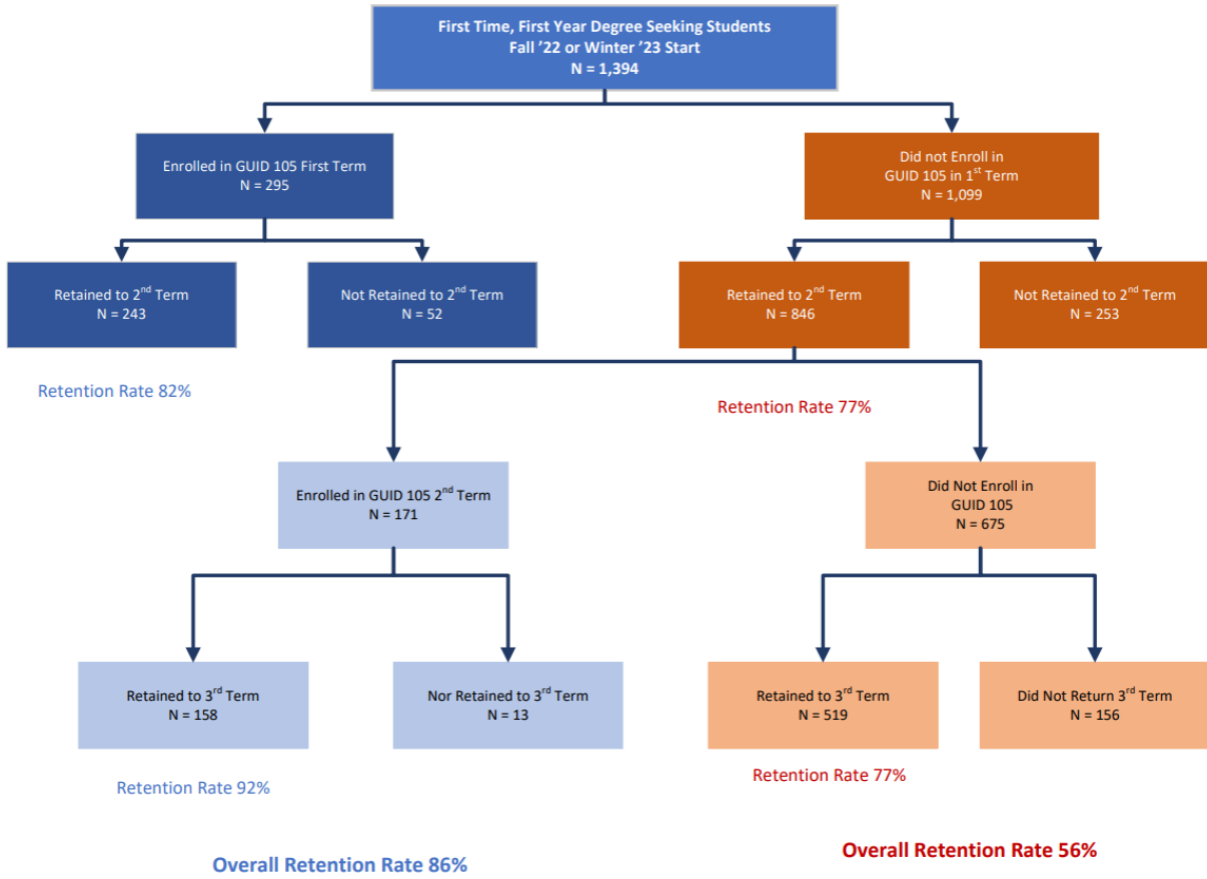 First Time, First Year Degree Seeking Students
Fall ’22 or Winter ’23 Start
N = 1,394
Enrolled in GUID 105 First Term
N = 295
Did not Enroll in
GUID 105 in 1st Term
N = 1,099
Retained to 2nd Term
N = 243
Not Retained to 2nd Term
N = 52
Retained to 2nd Term
N = 846
Not Retained to 2nd Term
N = 253
Retention Rate 82%
Retention Rate 77%
Enrolled in GUID 105 2nd Term
N = 171
Did Not Enroll in
GUID 105
N = 675
Retained to 3rd Term
N = 158
Nor Retained to 3rd Term
N = 13
Retained to 3rd Term
N = 519
Did Not Return 3rd Term
N = 156
Retention Rate 92%
Retention Rate 77%
Overall Retention Rate 86%
Overall Retention Rate 56%